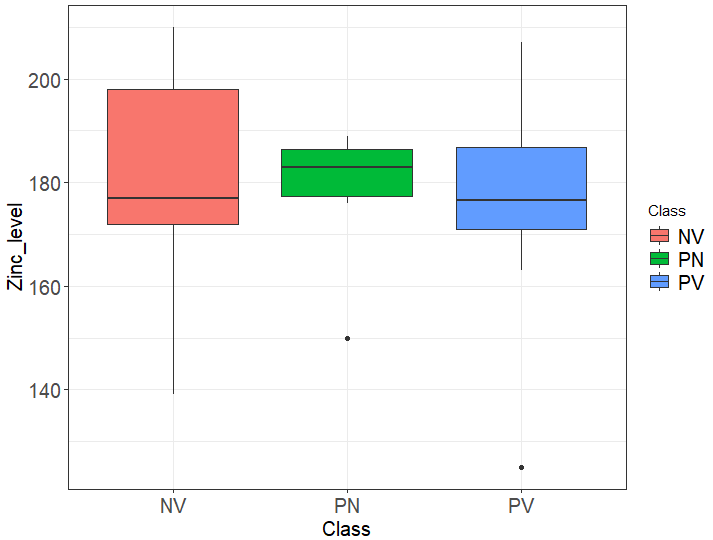 Zinc_level
200
180
160
140
NV PN PV
Class
Class
NV
PN
PV